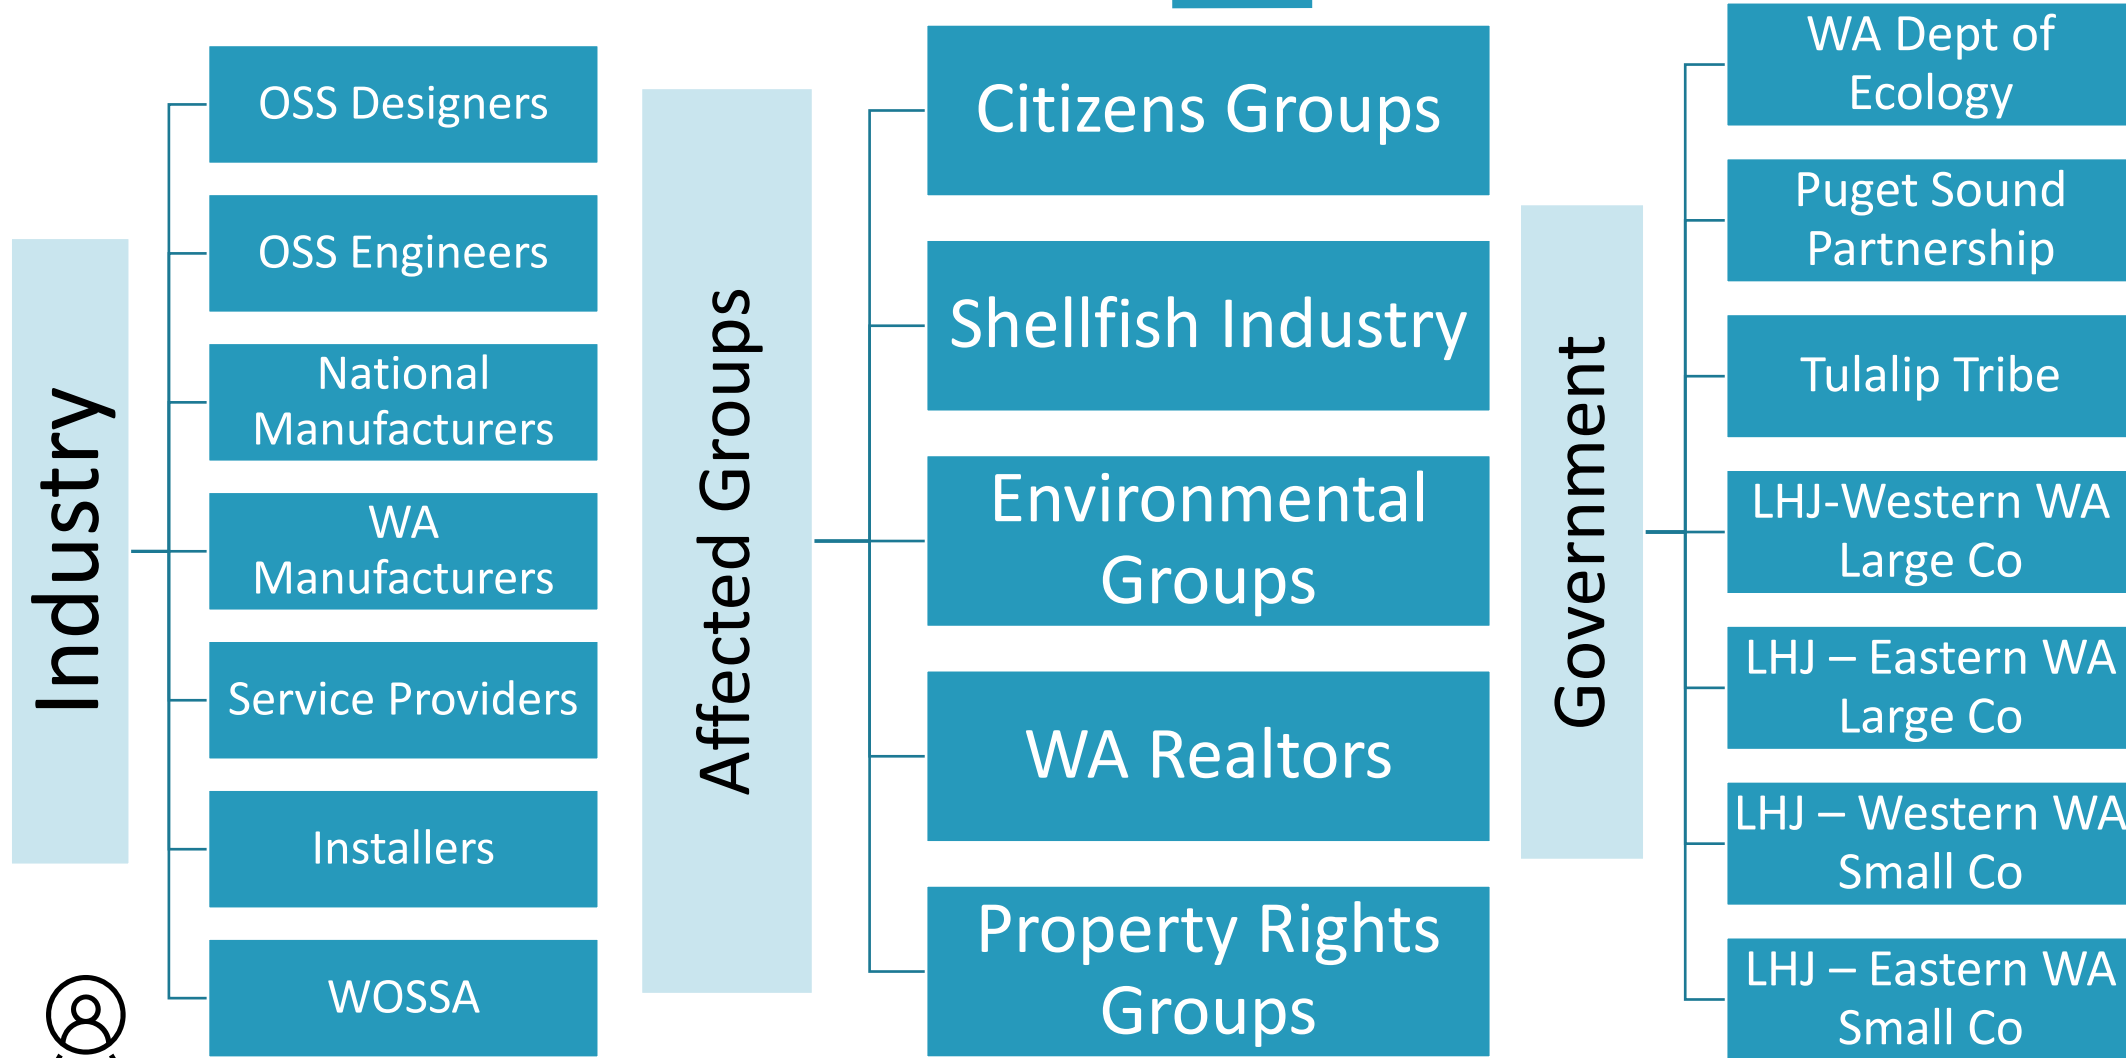 Industry
OSS Designers
OSS Engineers
National
Manufacturers
WA
Manufacturers
Service Providers
Installers
WOSSA
Affected Groups
Citizens Groups
Shellfish Industry
Environmental
Groups
WA Realtors
Property Rights
Groups
Government
WA Dept of
Ecology
Puget Sound
Partnership
Tulalip Tribe
LHJ-Western WA
Large Co
LHJ – Eastern WA
Large Co
LHJ – Western WA
Small Co
LHJ – Eastern WA
Small Co